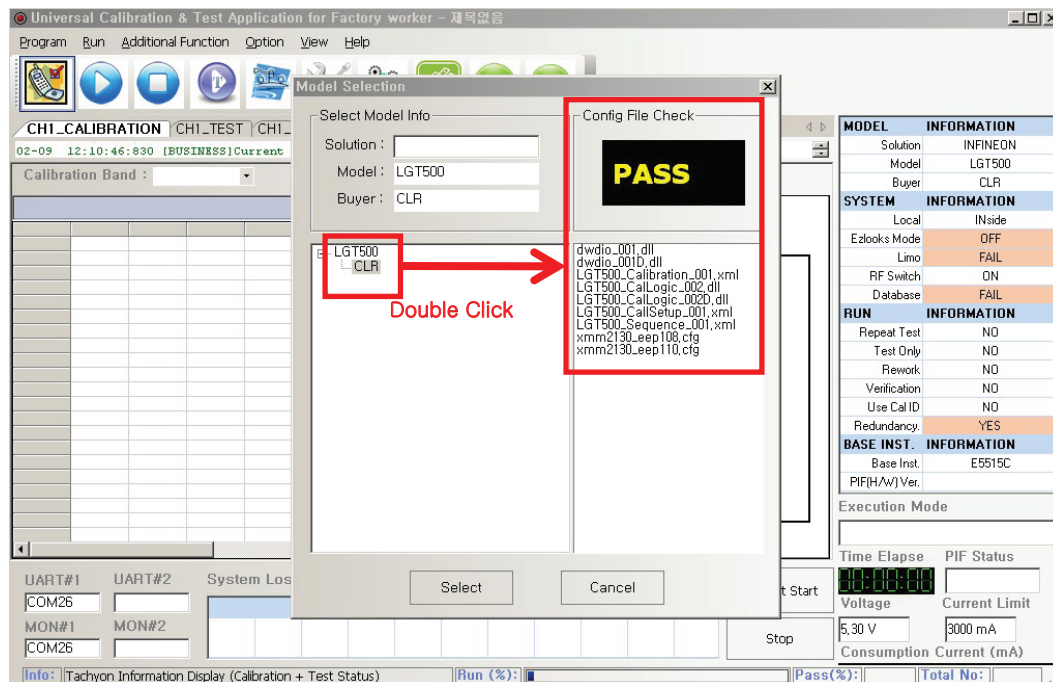 Universal Calibration & Test Application for Factory worker - 제목없음
Program Run Additional Function Option View Help
Model Selection
CH1_CALIBRATION CH1_TEST CH1_
02-09 12:10:46:830 [BUSINESS]Current
Calibration Band :
Select Model Info
Solution :
Model : LGT500
Buyer : CLR
Config File Check
PASS
LGT500
CLR
Double Click
dwdio_001.dll
dwdio_001D.dll
LGT500_Calibration_001.xml
LGT500_CalLogic_002.dll
LGT500_CalLogic_002D.dll
LGT500_CallSetup_001.xml
LGT500_Sequence_001.xml
xmm2130_eep108.cfg
xmm2130_eep110.cfg
Select
Cancel
MODEL INFORMATION
Solution INFINEON
Model LGT500
Buyer CLR
SYSTEM INFORMATION
Local INside
Ezlooks Mode OFF
Limo FAIL
RF Switch ON
Database FAIL
RUN INFORMATION
Repeat Test NO
Test Only NO
Rework NO
Verification NO
Use Cal ID NO
Redundancy. YES
BASE INST. INFORMATION
Base Inst. E5515C
PIF(H/W) Ver.
Execution Mode
Time Elapse PIF Status
00:00:00
Voltage Current Limit
5.30 V 3000 mA
Consumption Current (mA)
UART#1 UART#2 System Los
COM26
MON#1 MON#2
COM26
t Start
Stop
Info: Tachyon Information Display (Calibration + Test Status) Run (%): Pass(%): Total No: